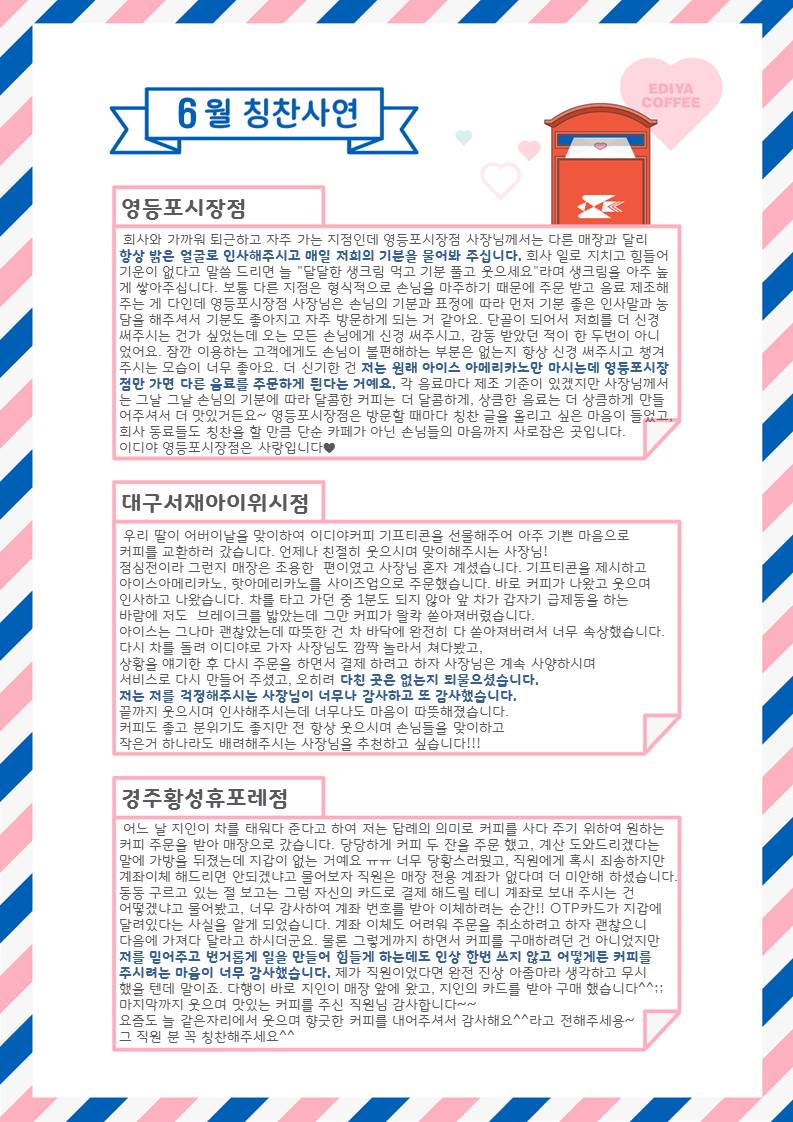 6월 칭찬사연
EDIYA
COFFEE
영등포시장점
회사와 가까워 퇴근하고 자주 가는 지점인데 영등포시장점 사장님께서는 다른 매장과 달리
항상 밝은 얼굴로 인사해주시고 매일 저희의 기분을 물어봐 주십니다. 회사 일로 지치고 힘들어
기운이 없다고 말씀 드리면 늘 "달달한 생크림 먹고 기분 풀고 웃으세요"라며 생크림을 아주 높
게 쌓아주십니다. 보통 다른 지점은 형식적으로 손님을 마주하기 때문에 주문 받고 음료 제조해
주는 게 다인데 영등포시장점 사장님은 손님의 기분과 표정에 따라 먼저 기분 좋은 인사말과 농
담을 해주셔서 기분도 좋아지고 자주 방문하게 되는 거 같아요. 단골이 되어서 저희를 더 신경
써주시는 건가 싶었는데 오는 모든 손님에게 신경 써주시고, 감동 받았던 적이 한 두번이 아니
었어요. 잠깐 이용하는 고객에게도 손님이 불편해하는 부분은 없는지 항상 신경 써주시고 챙겨
주시는 모습이 너무 좋아요. 더 신기한 건 저는 원래 아이스 아메리카노만 마시는데 영등포시장
점만 가면 다른 음료를 주문하게 된다는 거예요. 각 음료마다 제조 기준이 있겠지만 사장님께서
는 그날 그날 손님의 기분에 따라 달콤한 커피는 더 달콤하게, 상큼한 음료는 더 상큼하게 만들
어주셔서 더 맛있거든요~ 영등포시장점은 방문할 때마다 칭찬 글을 올리고 싶은 마음이 들었고,
회사 동료들도 칭찬을 할 만큼 단순 카페가 아닌 손님들의 마음까지 사로잡은 곳입니다.
이디야 영등포시장점은 사랑입니다♥
대구서재아이위시점
우리 딸이 어버이날을 맞이하여 이디야커피 기프티콘을 선물해주어 아주 기쁜 마음으로
커피를 교환하러 갔습니다. 언제나 친절히 웃으시며 맞이해주시는 사장님!
점심전이라 그런지 매장은 조용한 편이였고 사장님 혼자 계셨습니다. 기프티콘을 제시하고
아이스아메리카노, 핫아메리카노를 사이즈업으로 주문했습니다. 바로 커피가 나왔고 웃으며
인사하고 나왔습니다. 차를 타고 가던 중 1분도 되지 않아 앞 차가 갑자기 급제동을 하는
바람에 저도 브레이크를 밟았는데 그만 커피가 왈칵 쏟아져버렸습니다.
아이스는 그나마 괜찮았는데 따뜻한 건 차 바닥에 완전히 다 쏟아져버려서 너무 속상했습니다.
다시 차를 돌려 이디야로 가자 사장님도 깜짝 놀라서 쳐다봤고,
상황을 얘기한 후 다시 주문을 하면서 결제 하려고 하자 사장님은 계속 사양하시며
서비스로 다시 만들어 주셨고, 오히려 다친 곳은 없는지 되물으셨습니다.
저는 저를 걱정해주시는 사장님이 너무나 감사하고 또 감사했습니다.
끝까지 웃으시며 인사해주시는데 너무나도 마음이 따뜻해졌습니다.
커피도 좋고 분위기도 좋지만 전 항상 웃으시며 손님들을 맞이하고
작은거 하나라도 배려해주시는 사장님을 추천하고 싶습니다!!!
경주황성휴포레점
어느 날 지인이 차를 태워다 준다고 하여 저는 답례의 의미로 커피를 사다 주기 위하여 원하는
커피 주문을 받아 매장으로 갔습니다. 당당하게 커피 두 잔을 주문 했고, 계산 도와드리겠다는
말에 가방을 뒤졌는데 지갑이 없는 거예요 ㅠㅠ 너무 당황스러웠고, 직원에게 혹시 죄송하지만
계좌이체 해드리면 안되겠냐고 물어보자 직원은 매장 전용 계좌가 없다며 더 미안해 하셨습니다.
동동 구르고 있는 절 보고는 그럼 자신의 카드로 결제 해드릴 테니 계좌로 보내 주시는 건
어떻겠냐고 물어봤고, 너무 감사하여 계좌 번호를 받아 이체하려는 순간!! OTP카드가 지갑에
달려있다는 사실을 알게 되었습니다. 계좌 이체도 어려워 주문을 취소하려고 하자 괜찮으니
다음에 가져다 달라고 하시더군요. 물론 그렇게까지 하면서 커피를 구매하려던 건 아니었지만
저를 믿어주고 번거롭게 일을 만들어 힘들게 하는데도 인상 한번 쓰지 않고 어떻게든 커피를
주시려는 마음이 너무 감사했습니다. 제가 직원이었다면 완전 진상 아줌마라 생각하고 무시
했을 텐데 말이죠. 다행이 바로 지인이 매장 앞에 왔고, 지인의 카드를 받아 구매 했습니다^^;;
마지막까지 웃으며 맛있는 커피를 주신 직원님 감사합니다~~
요즘도 늘 같은자리에서 웃으며 향긋한 커피를 내어주셔서 감사해요^^라고 전해주세용~
그 직원 분 꼭 칭찬해주세요^^